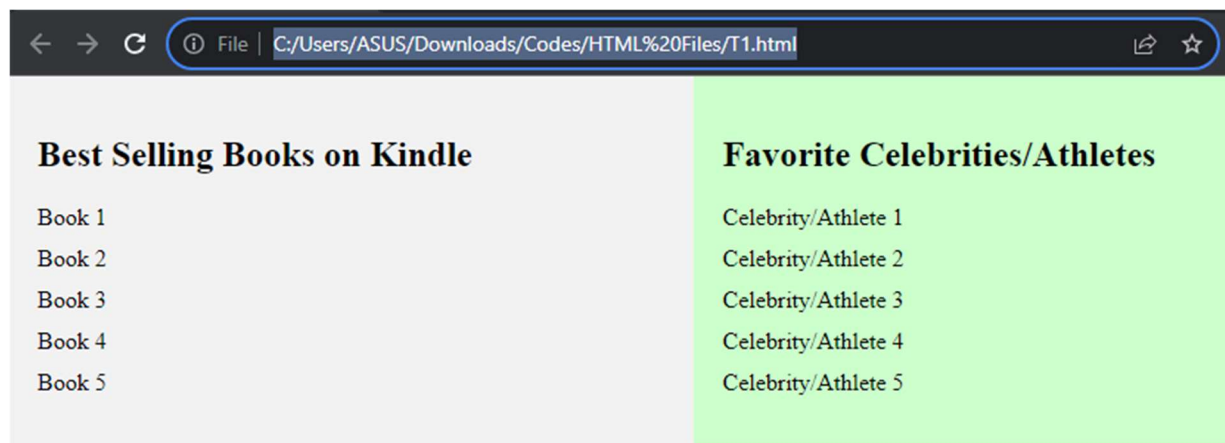 File | C:/Users/ASUS/Downloads/Codes/HTML%20Files/T1.html
Best Selling Books on Kindle
Book 1
Book 2
Book 3
Book 4
Book 5
Favorite Celebrities/Athletes
Celebrity/Athlete 1
Celebrity/Athlete 2
Celebrity/Athlete 3
Celebrity/Athlete 4
Celebrity/Athlete 5